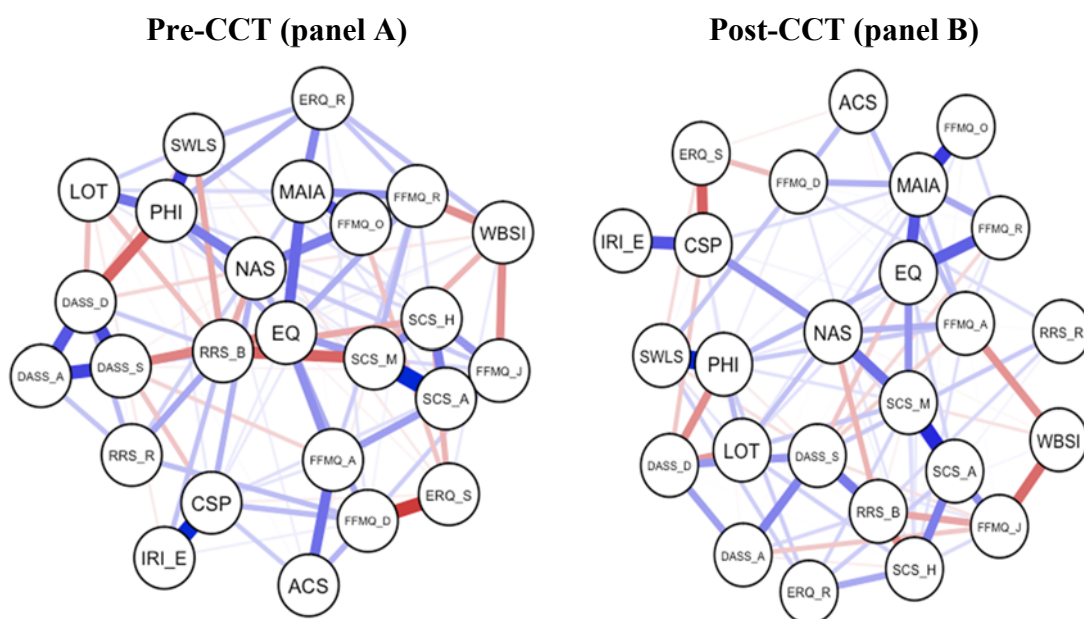 Pre-CCT (panel A)
ERQ_R
SWLS
LOT
PHI
MAIA
FFMQ_R
FFMQ_O
WBSI
NAS
DASS_D
SCS_H
EQ
RRS_B
SCS_M
DASS_S
DASS_A
FFMQ_J
SCS_A
RRS_R
FFMQ_A
CSP
ERQ_S
FFMQ_D
IRI_E
ACS
Post-CCT (panel B)
ACS
FFMQ_O
ERQ_S
FFMQ_D
MAIA
FFMQ_R
IRI_E
CSP
EQ
FFMQ_A
NAS
RRS_R
SWLS
PHI
SCS_M
WBSI
LOT
DASS_S
DASS_D
SCS_A
RRS_B
FFMQ_J
DASS_A
SCS_H
ERQ_R